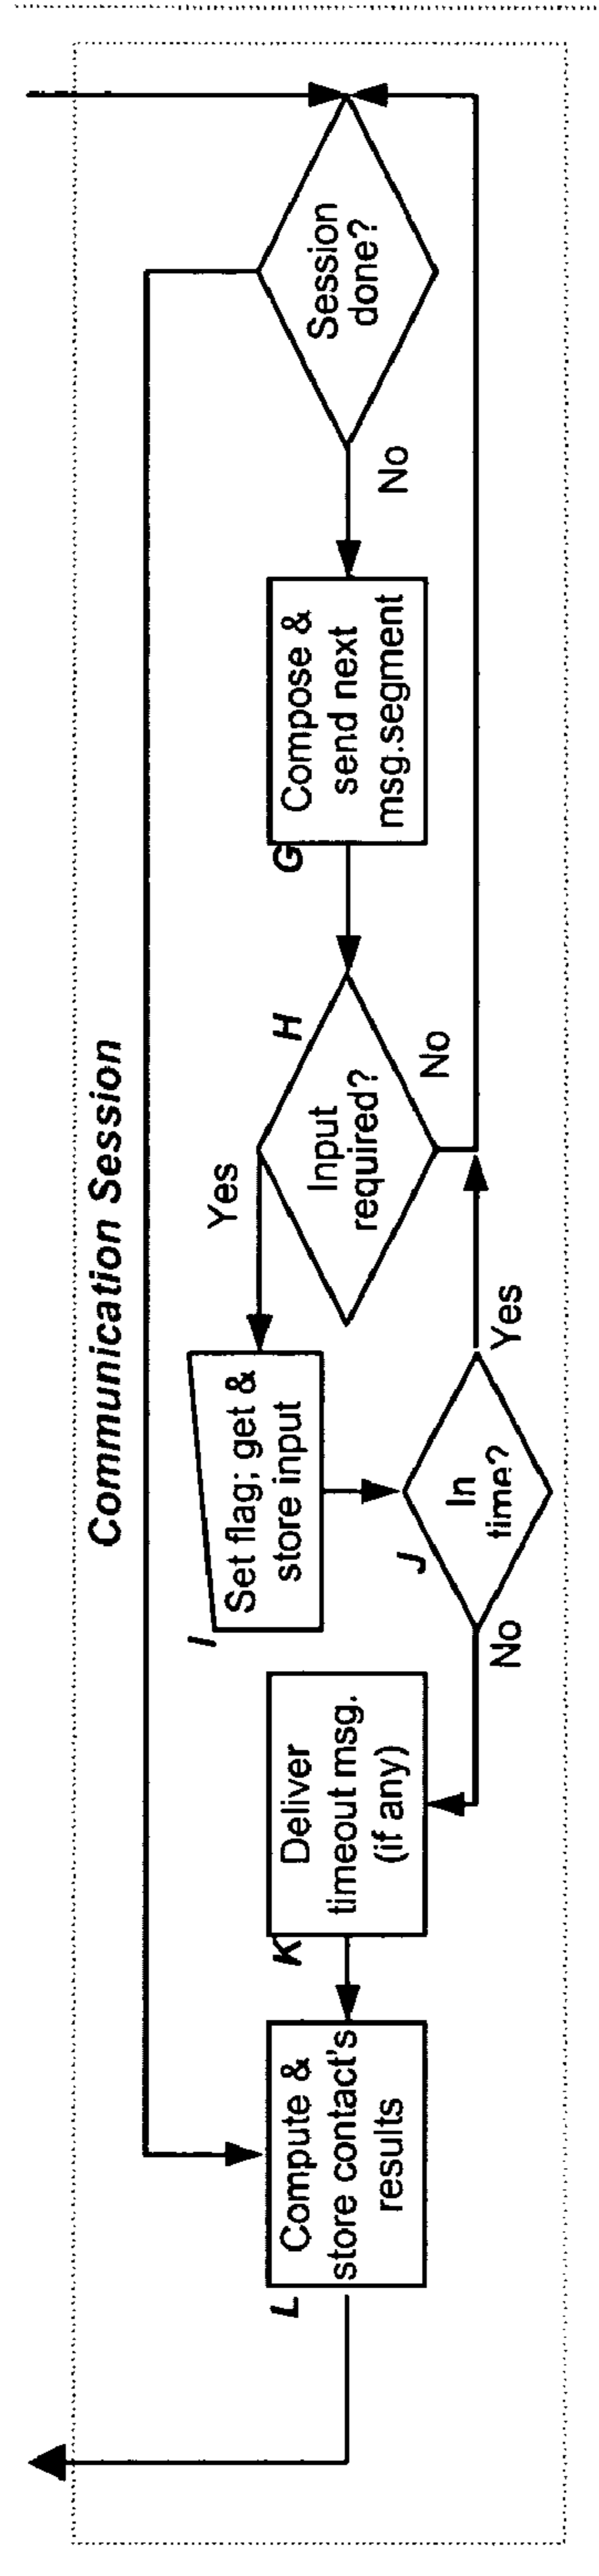 Communication Session
Session
done?
No
Compose &
send next
msg.segment
G
H
Input
required?
No
Yes
Set flag; get &
store input
I
J
In
time?
Yes
No
Deliver
timeout msg.
(if any)
K
Compute &
store contact's
results
L